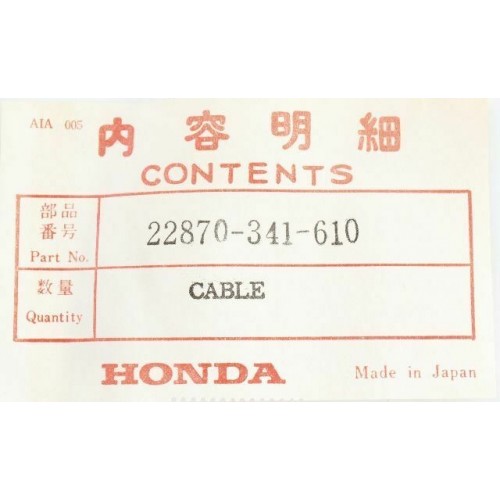 AIA 005
内容明細
CONTENTS
部品
番号
Part No.
22870-341-610
数量
Quantity
CABLE
HONDA
Made in Japan